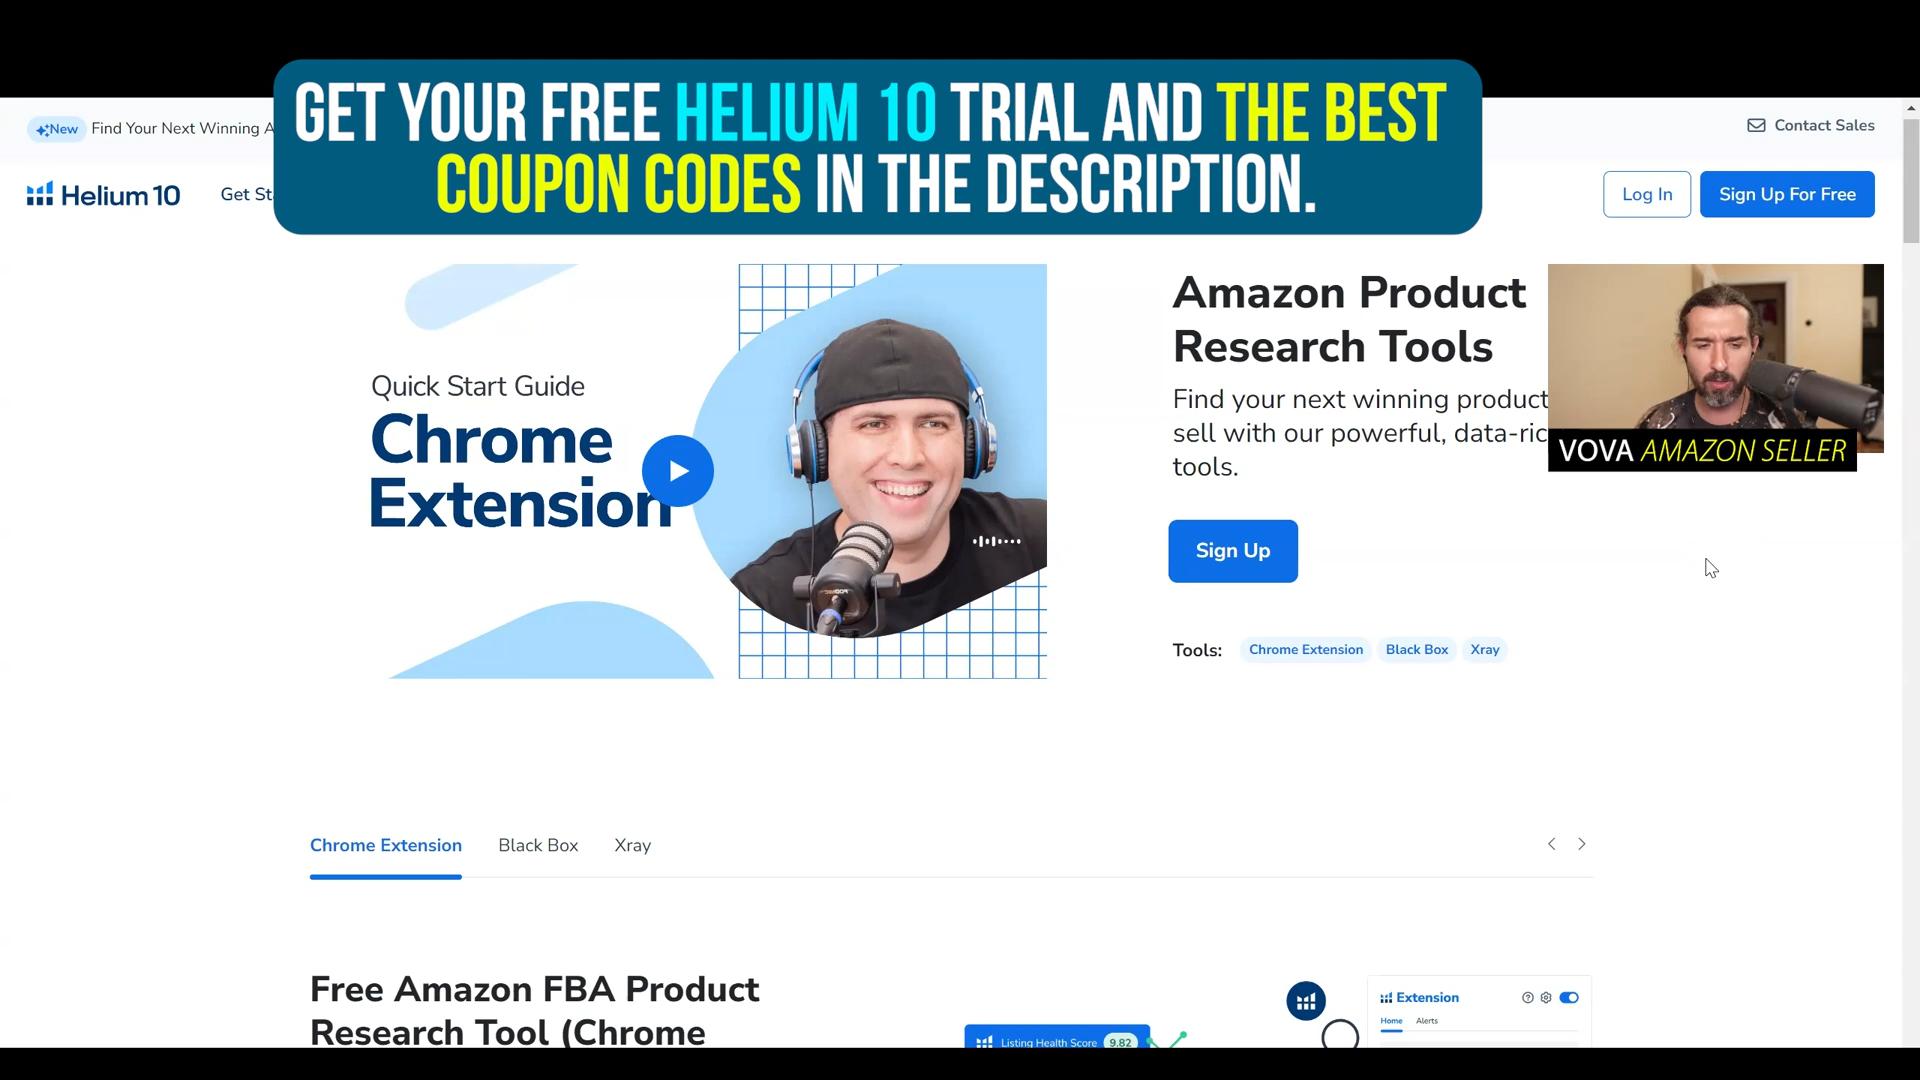 GET YOUR FREE HELIUM 10 TRIAL AND THE BEST
COUPON CODES IN THE DESCRIPTION.
New Find Your Next Winning A
Contact Sales
Helium 10
Get Sta
Log In
Sign Up For Free
Quick Start Guide
Chrome
Extension
Amazon Product
Research Tools
Find your next winning product
sell with our powerful, data-ric
tools.
VOVA AMAZON SELLER
Sign Up
Tools: Chrome Extension Black Box Xray
Chrome Extension Black Box Xray
Free Amazon FBA Product
Research Tool (Chrome
Extension
Home Alerts
Listing Health Score 9.82